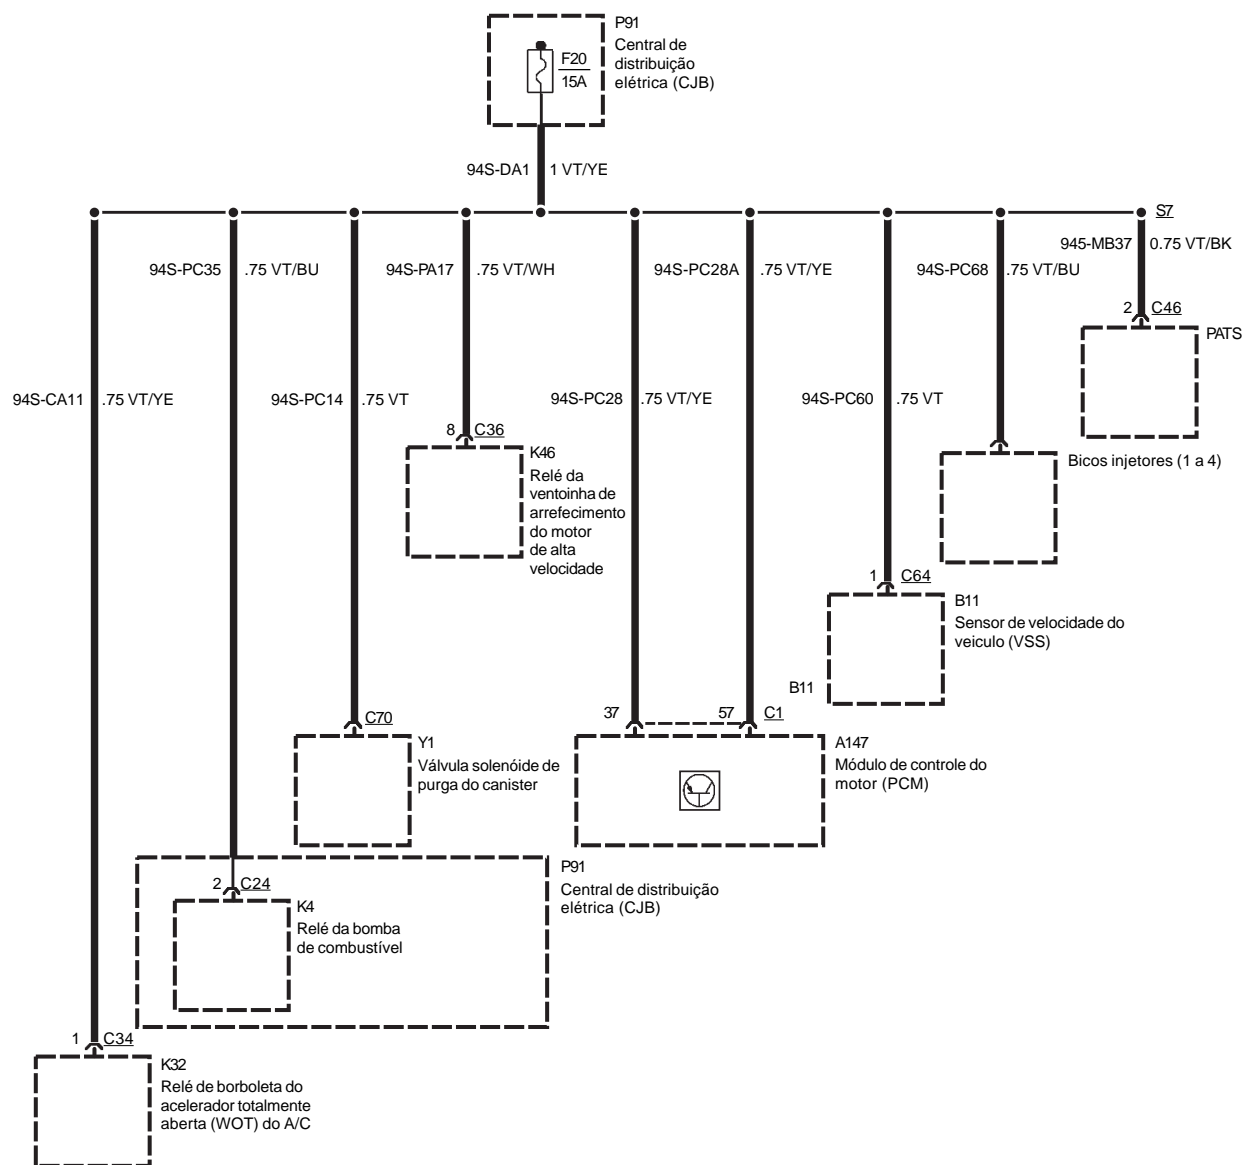 P91
Central de
distribuição
elétrica (CJB)
F20
15A
94S-DA1
1 VT/YE
S7
945-MB37
0.75 VT/BK
94S-PC35
.75 VT/BU
94S-PA17
.75 VT/WH
94S-PC28A
.75 VT/YE
94S-PC68
.75 VT/BU
2
C46
PATS
94S-CA11
.75 VT/YE
94S-PC14
.75 VT
94S-PC28
.75 VT/YE
94S-PC60
.75 VT
8
C36
K46
Relé da
ventoinha de
arrefecimento
do motor
de alta
velocidade
Bicos injetores (1 a 4)
1
C64
B11
Sensor de velocidade do
veiculo (VSS)
B11
C70
Y1
Válvula solenóide de
purga do canister
37
57
C1
A147
Módulo de controle do
motor (PCM)
P91
Central de distribuição
elétrica (CJB)
2
C24
K4
Relé da bomba
de combustível
1
C34
K32
Relé de borboleta do
acelerador totalmente
aberta (WOT) do A/C